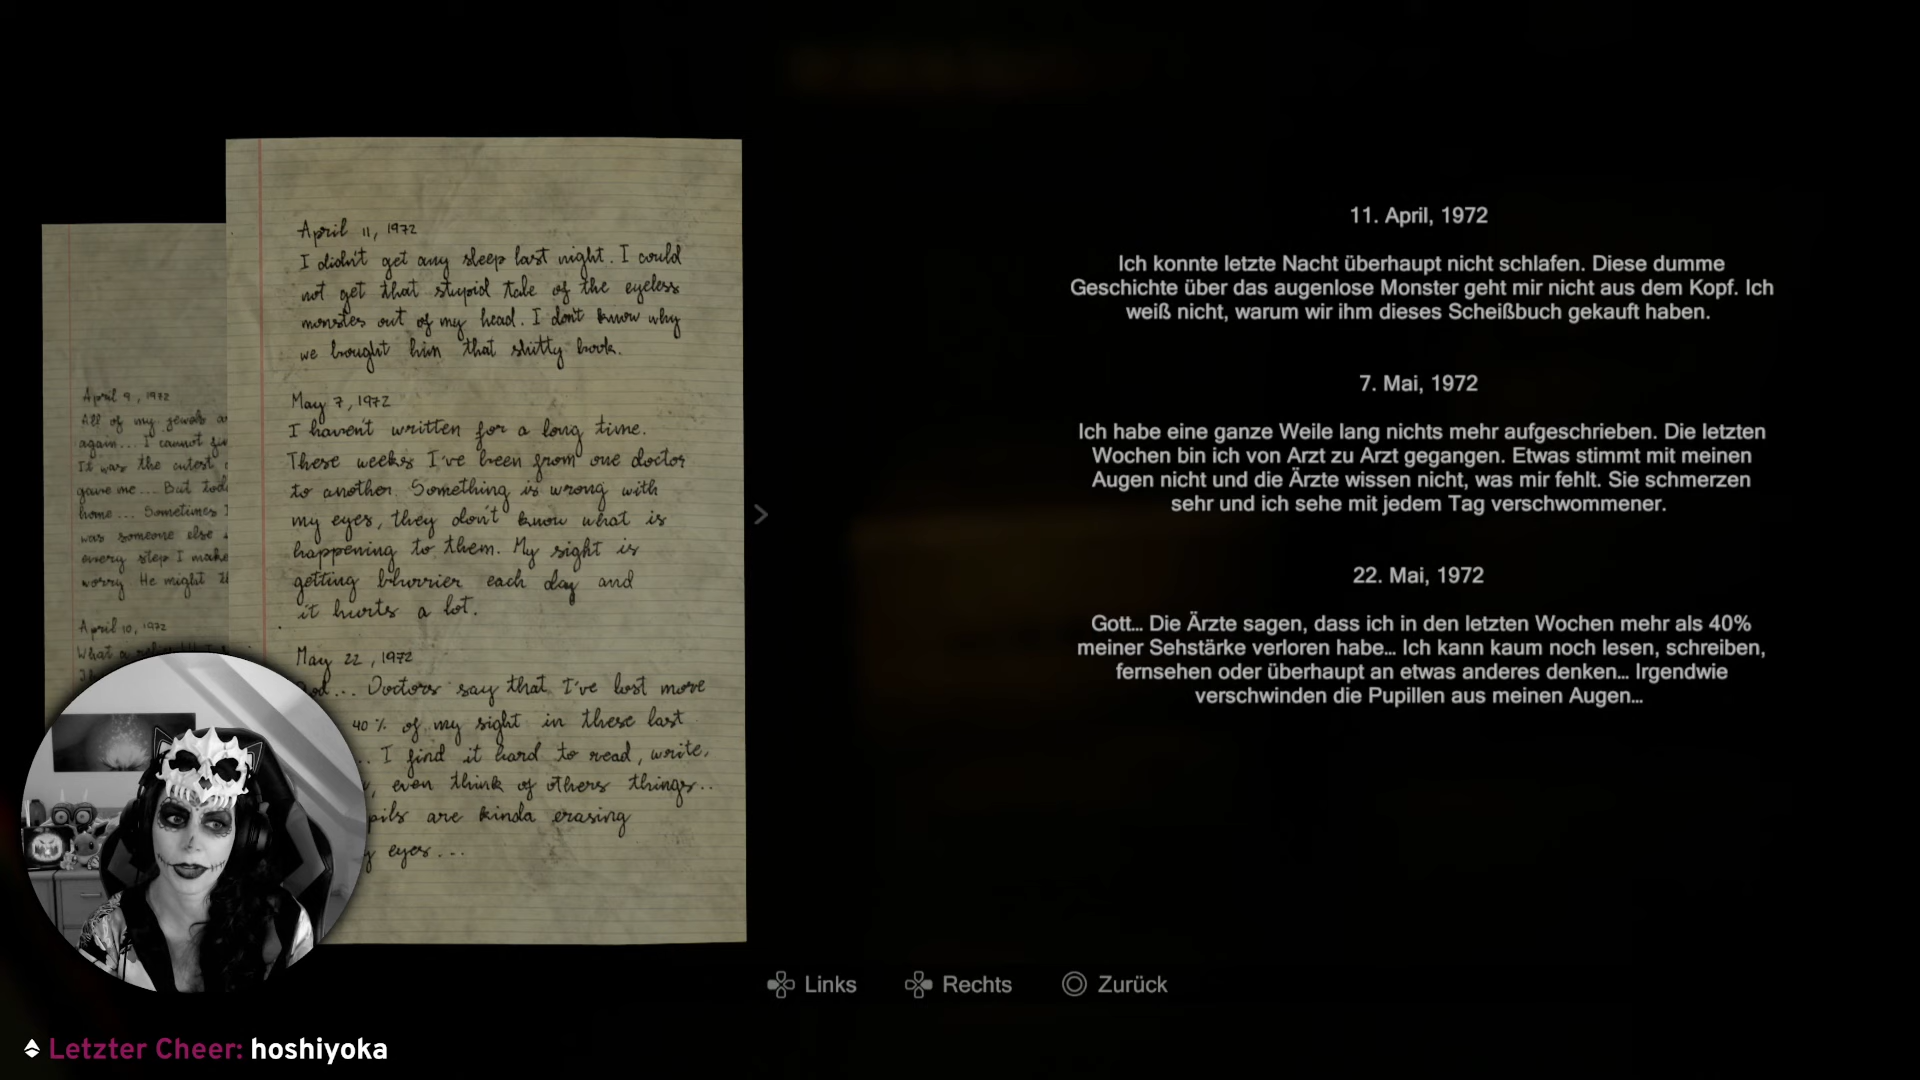 April 9, 1972
All of my jewels
again... I cannot
It was the cutest
gave me... But
home... Sometimes I
was someone else
every step I make
worry. He might
April 10, 1972
What a
April 11, 1972
I didn't get any sleep last night. I could
not get that stupid tale of the eyeless
monster out of my head. I don't know why
we bought him that shitty book.
May 7, 1972
I haven't written for a long time.
These weeks I've been from one doctor
to another. Something is wrong with
my eyes, they don't know what is
happening to them. My sight is
getting blurrier each day and
it hurts a lot.
May 22, 1972
... Doctors say that I've lost more
40% of my sight in these last
.. I find it hard to read, write,
, even think of others things..
are kinda erasing
eyes...
11. April, 1972
Ich konnte letzte Nacht überhaupt nicht schlafen. Diese dumme
Geschichte über das augenlose Monster geht mir nicht aus dem Kopf. Ich
weiß nicht, warum wir ihm dieses Scheißbuch gekauft haben.
7. Mai, 1972
Ich habe eine ganze Weile lang nichts mehr aufgeschrieben. Die letzten
Wochen bin ich von Arzt zu Arzt gegangen. Etwas stimmt mit meinen
Augen nicht und die Ärzte wissen nicht, was mir fehlt. Sie schmerzen
sehr und ich sehe mit jedem Tag verschwommener.
22. Mai, 1972
Gott... Die Ärzte sagen, dass ich in den letzten Wochen mehr als 40%
meiner Sehstärke verloren habe... Ich kann kaum noch lesen, schreiben,
fernsehen oder überhaupt an etwas anderes denken... Irgendwie
verschwinden die Pupillen aus meinen Augen...
Links Rechts Zurück
Letzter Cheer: hoshiyoka